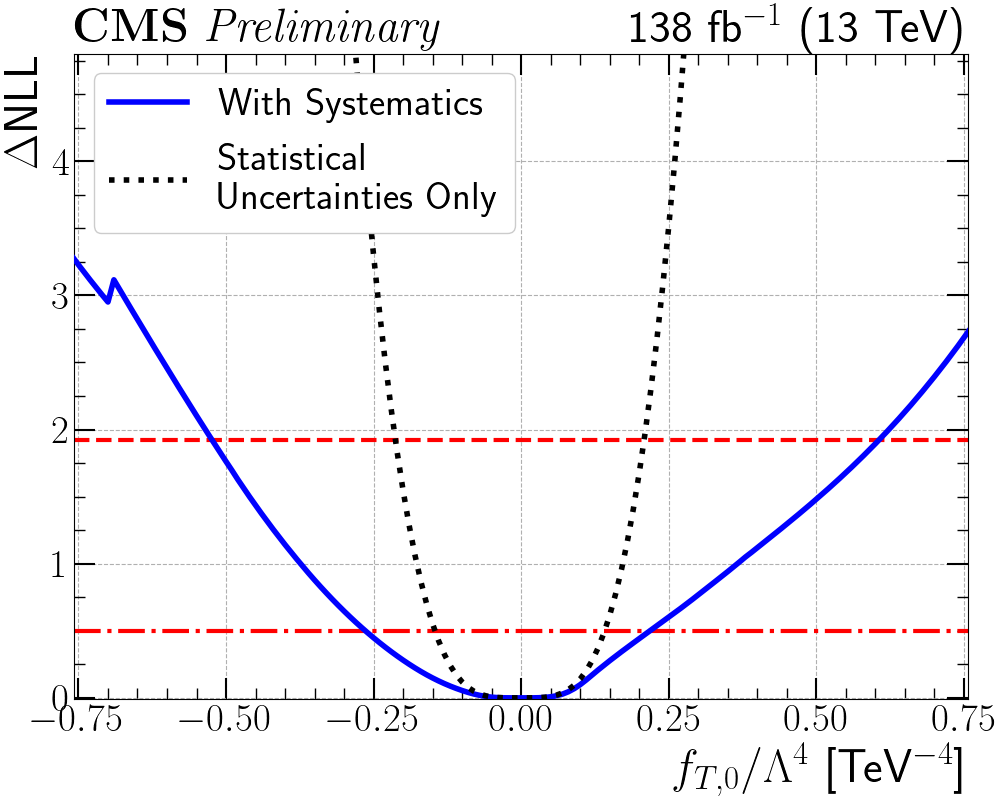 CMS Preliminary 138 fb⁻¹ (13 TeV)
ΔNLL
With Systematics
Statistical
Uncertainties Only
4
3
2
1
0
−0.75 −0.50 −0.25 0.00 0.25 0.50 0.75
f_{T,0}/Λ⁴ [TeV⁻⁴]